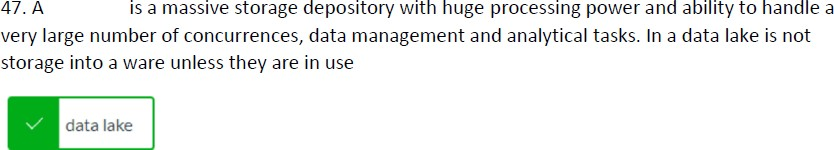 47. A is a massive storage depository with huge processing power and ability to handle a
very large number of concurrences, data management and analytical tasks. In a data lake is not
storage into a ware unless they are in use
data lake